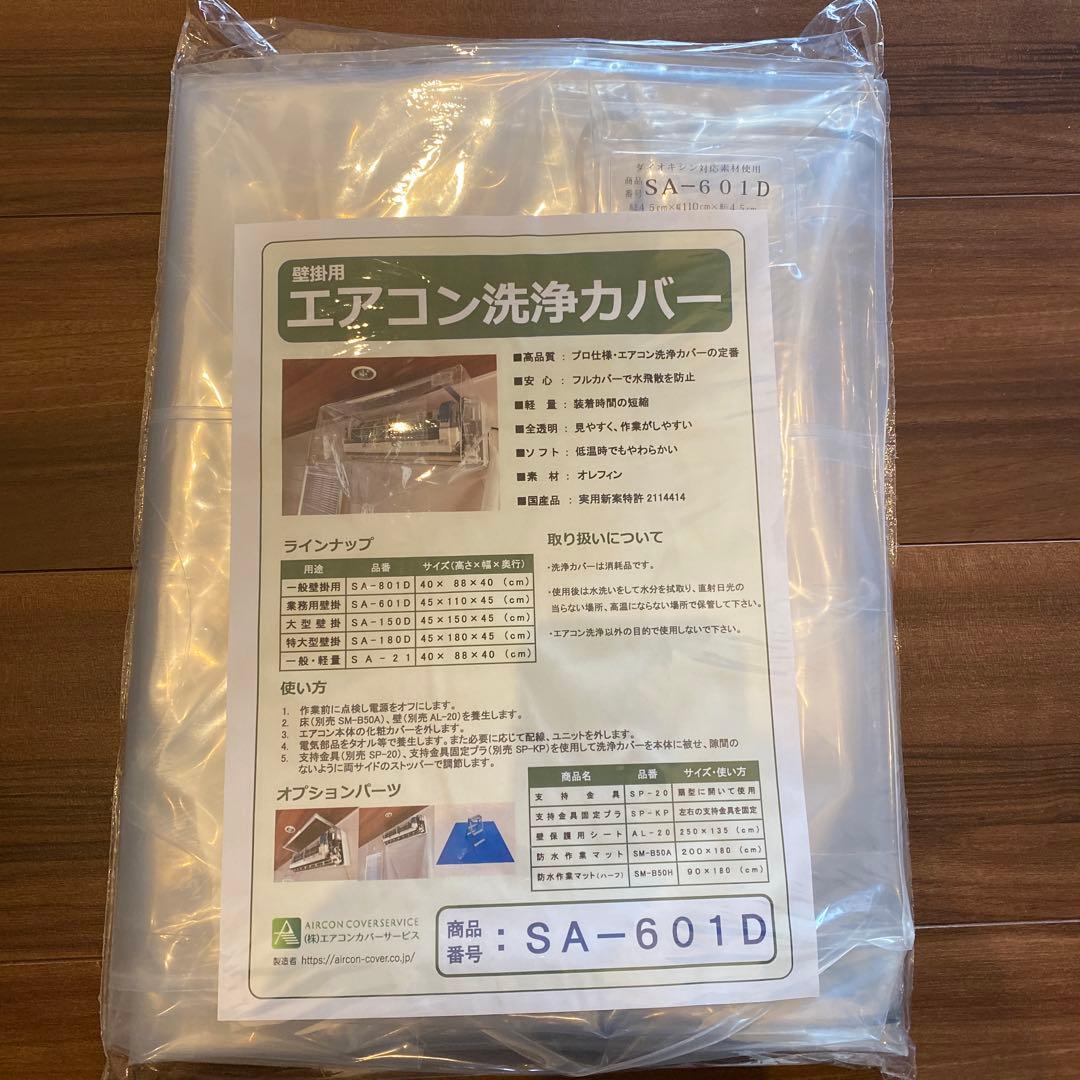 ダイオキシン対応素材使用
商品番号 SA-601D
縦45cm×幅110cm×厠45cm
壁掛用
エアコン洗浄カバー
■高品質 : プロ仕様・エアコン洗浄カバーの定番
■安 心 : フルカバーで水飛散を防止
■軽 量 : 装着時間の短縮
■全透明 : 見やすく、作業がしやすい
■ソフト : 低温時でもやわらかい
■素 材 : オレフィン
■国産品 : 実用新案特許2114414
ラインナップ
用途 品番 サイズ(高さ×幅×奥行)
一般壁掛用 SA-801D 40× 88×40 (cm)
業務用壁掛 SA-601D 45×110×45 (cm)
大型壁掛 SA-150D 45×150×45 (cm)
特大型壁掛 SA-180D 45×180×45 (cm)
一般・軽量 SA-21 40× 88×40 (cm)
取り扱いについて
・洗浄カバーは消耗品です。
・使用後は水洗いをして水分を拭取り、直射日光の
当らない場所、高温にならない場所で保管して下さい。
・エアコン洗浄以外の目的で使用しないで下さい。
使い方
1. 作業前に点検し電源をオフにします。
2. 床(別売 SM-B50A)、壁(別売 AL-20)を養生します。
3. エアコン本体の化粧カバーを外します。
4. 電気部品をタオル等で養生します。また必要に応じて配線、ユニットを外します。
5. 支持金具(別売 SP-20)、支持金具固定プラ(別売 SP-KP)を使用して洗浄カバーを本体に被せ、隙間の
ないように両サイドのストッパーで調節します。
オプションパーツ
商品名 品番 サイズ・使い方
支持金具 SP-20 扇型に開いて使用
支持金具固定プラ SP-KP 左右の支持金具を固定
壁保護用シート AL-20 250×135 (cm)
防水作業マット SM-B50A 200×180 (cm)
防水作業マット(ハーフ) SM-B50H 90×180 (cm)
AIRCON COVERSERVICE
(株)エアコンカバーサービス
製造者 https://aircon-cover.co.jp/
商品番号 : SA-601D